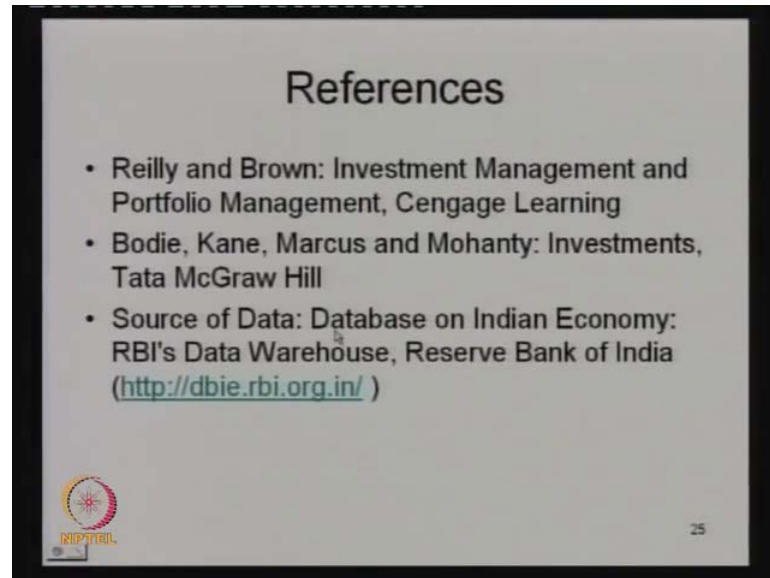 References
• Reilly and Brown: Investment Management and
Portfolio Management, Cengage Learning
• Bodie, Kane, Marcus and Mohanty: Investments,
Tata McGraw Hill
• Source of Data: Database on Indian Economy:
RBI's Data Warehouse, Reserve Bank of India
(http://dbie.rbi.org.in/ )
NPTEL
25